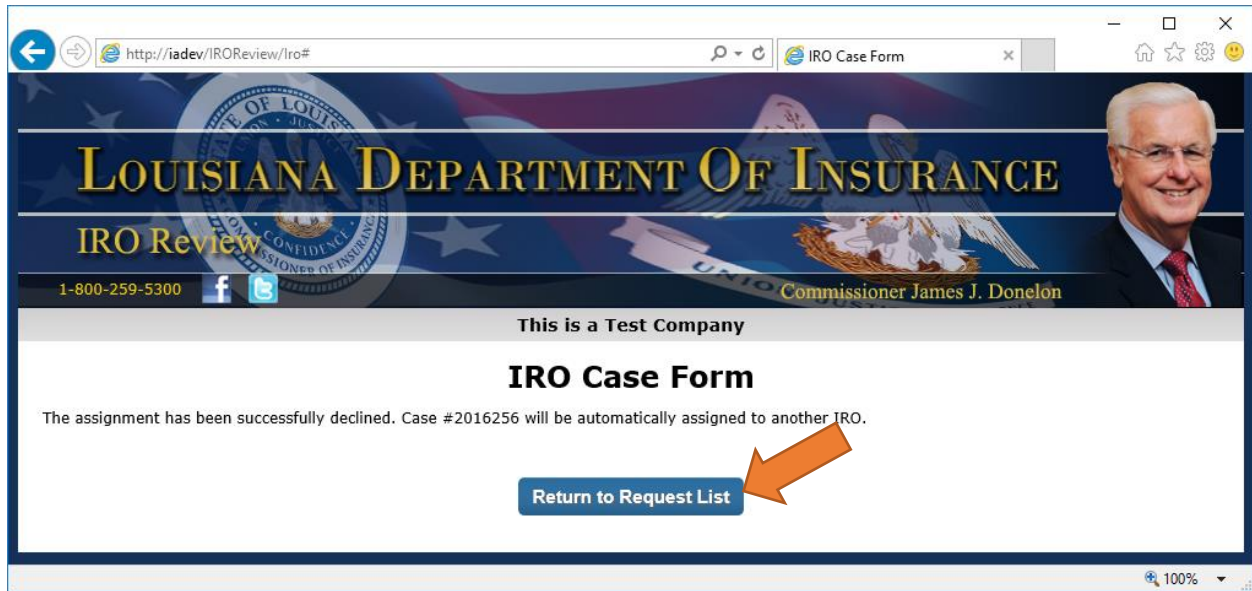 http://iadev/IROReview/Iro#
IRO Case Form
LOUISIANA DEPARTMENT OF INSURANCE
IRO Review
1-800-259-5300
Commissioner James J. Donelon
This is a Test Company
IRO Case Form
The assignment has been successfully declined. Case #2016256 will be automatically assigned to another IRO.
Return to Request List
100%